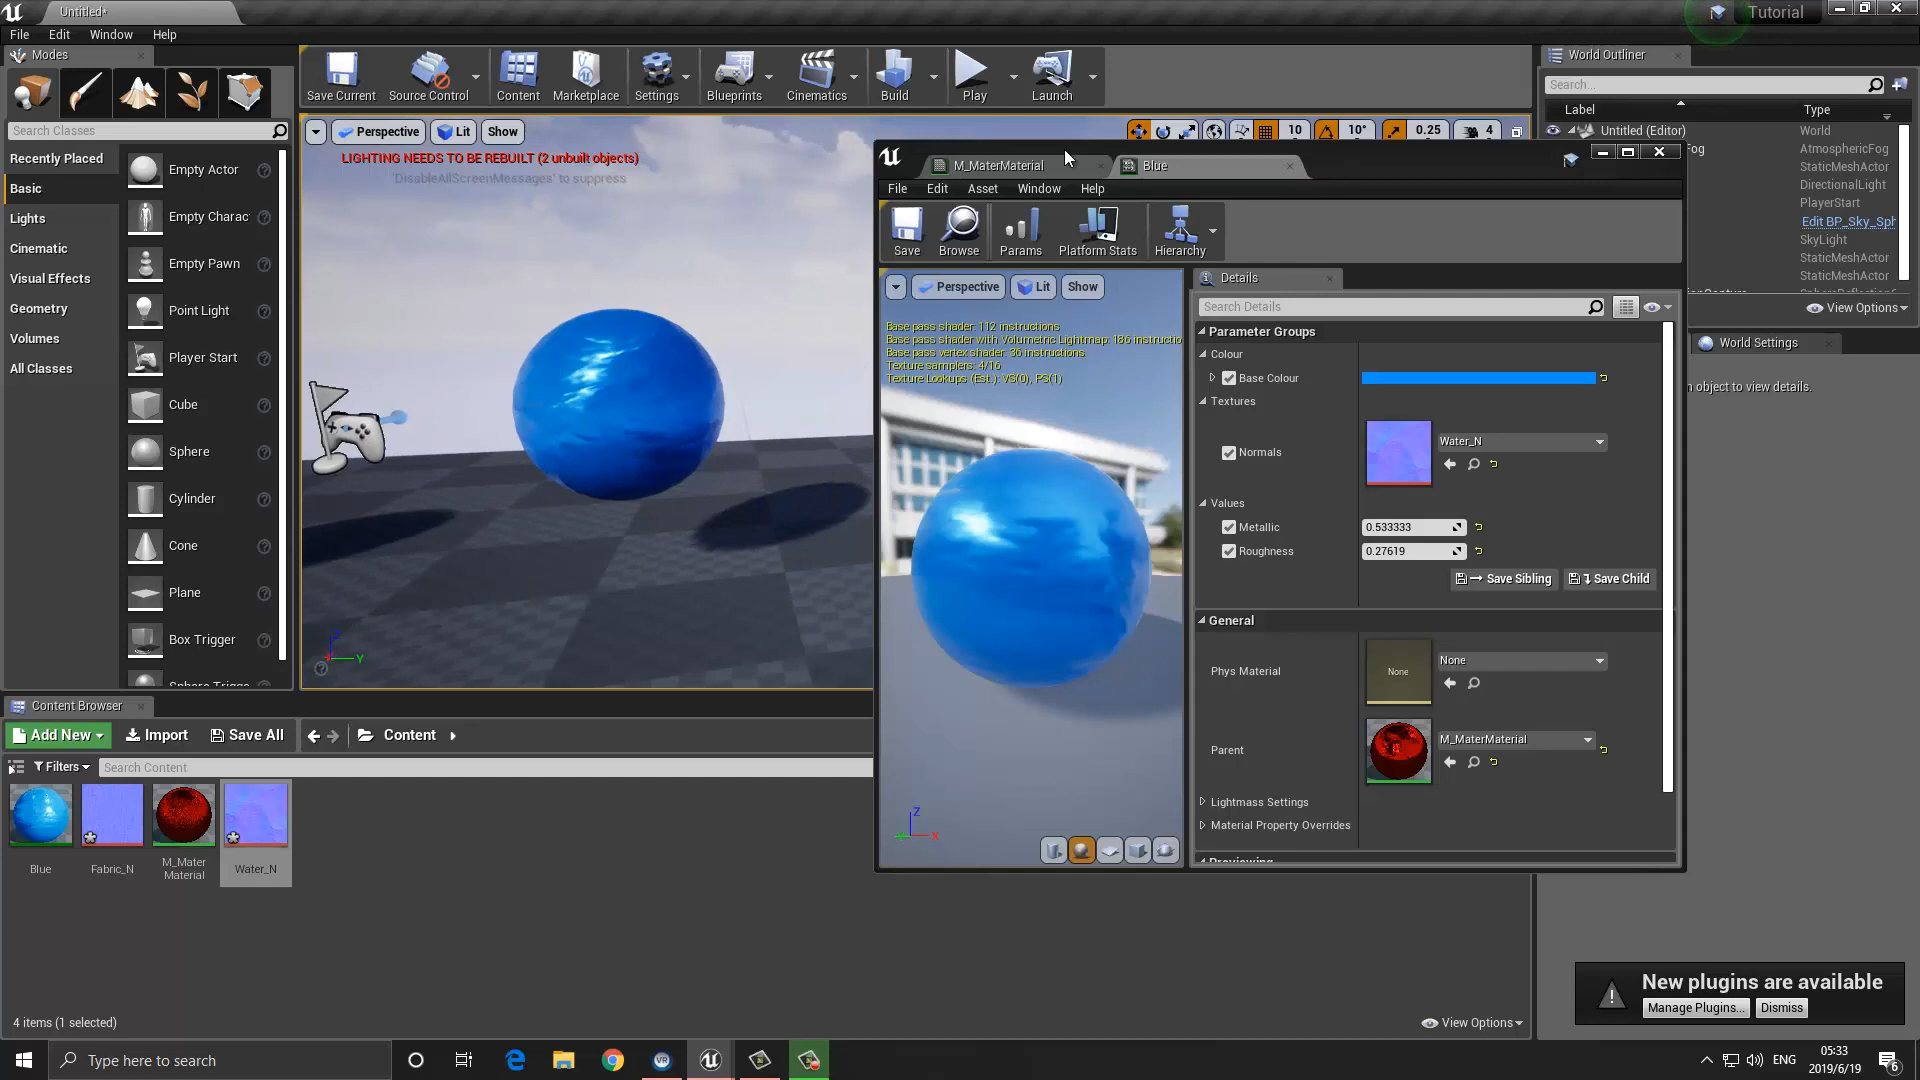 Untitled*
Tutorial
File Edit Window Help
Modes
Search Classes
Recently Placed
Basic
Lights
Cinematic
Visual Effects
Geometry
Volumes
All Classes
Empty Actor
Empty Charac
Empty Pawn
Point Light
Player Start
Cube
Sphere
Cylinder
Cone
Plane
Box Trigger
Save Current
Source Control
Content
Marketplace
Settings
Blueprints
Cinematics
Build
Play
Launch
Perspective Lit Show
10 10° 0.25 4
LIGHTING NEEDS TO BE REBUILT (2 unbuilt objects)
'DisableAllScreenMessages' to suppress
Z
Y
World Outliner
Search...
Label Type
Untitled (Editor) World
Fog AtmosphericFog
StaticMeshActor
DirectionalLight
PlayerStart
Edit BP_Sky_Sph
SkyLight
StaticMeshActor
StaticMeshActor
View Options
World Settings
n object to view details.
M_MaterMaterial
Blue
File Edit Asset Window Help
Save
Browse
Params
Platform Stats
Hierarchy
Perspective Lit Show
Base pass shader: 112 instructions
Base pass shader with Volumetric Lightmap: 186 instructio
Base pass vertex shader: 36 instructions
Texture samplers: 4/16
Texture Lookups (Est.): VS(0), PS(1)
Z
X
Details
Search Details
Parameter Groups
Colour
Base Colour
Textures
Normals
Water_N
Values
Metallic 0.533333
Roughness 0.27619
Save Sibling Save Child
General
Phys Material
None
None
Parent
M_MaterMaterial
Lightmass Settings
Material Property Overrides
Previewing
Content Browser
Add New Import Save All Content
Filters Search Content
Blue
Fabric_N
M_Mater
Material
Water_N
4 items (1 selected)
View Options
New plugins are available
Manage Plugins... Dismiss
Type here to search
ENG
05:33
2019/6/19
6